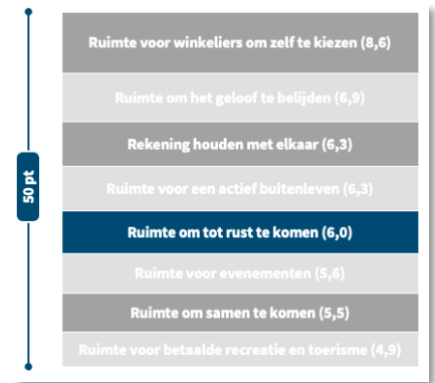 50 pt
Ruimte voor winkeliers om zelf te kiezen (8,6)
Ruimte om het geloof te belijden (6,9)
Rekening houden met elkaar (6,3)
Ruimte voor een actief buitenleven (6,3)
Ruimte om tot rust te komen (6,0)
Ruimte voor evenementen (5,6)
Ruimte om samen te komen (5,5)
Ruimte voor betaalde recreatie en toerisme (4,9)